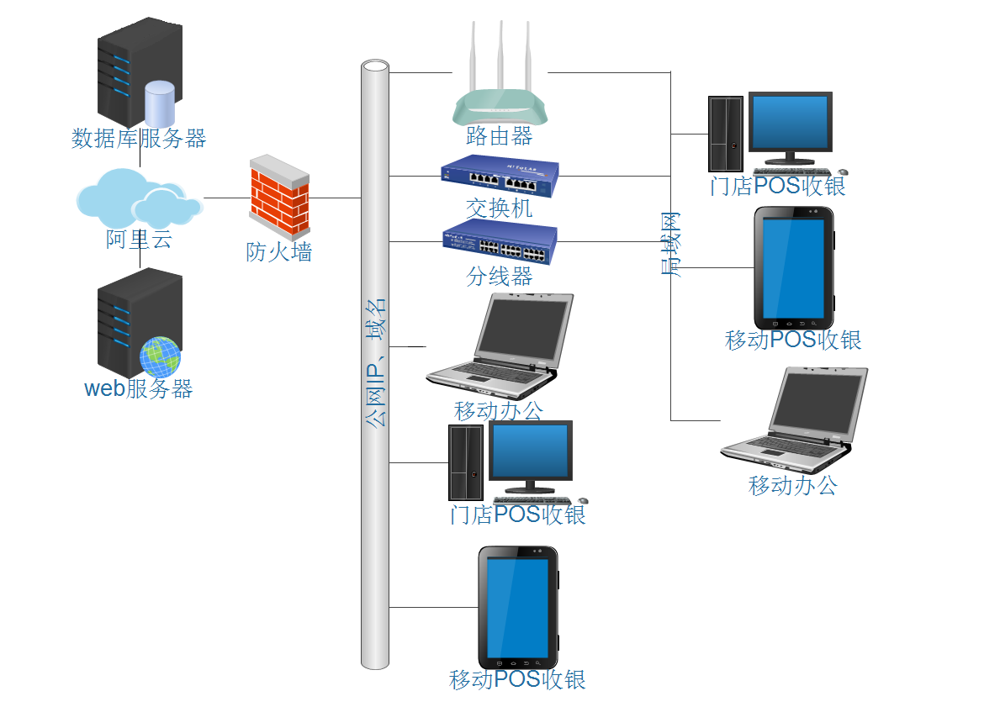 数据库服务器
阿里云
web服务器
防火墙
公网IP、域名
路由器
交换机
分线器
移动办公
门店POS收银
移动POS收银
局域网
门店POS收银
移动POS收银
移动办公